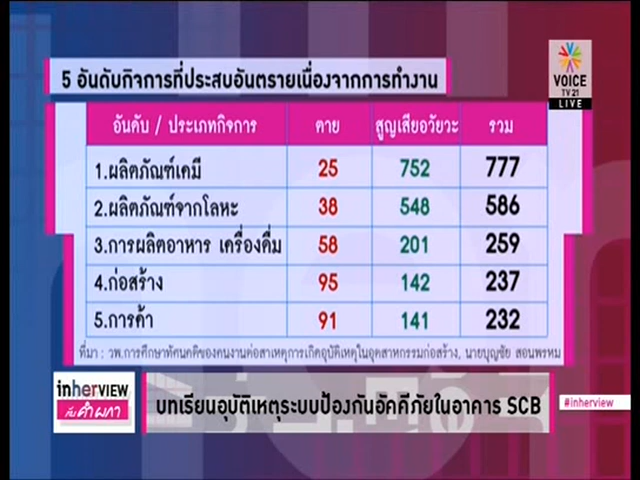 5 อันดับกิจการที่ประสบอันตรายเนื่องจากการทำงาน
VOICE
TV 21
LIVE
อันดับ / ประเภทกิจการ ตาย สูญเสียอวัยวะ รวม
1.ผลิตภัณฑ์เคมี 25 752 777
2.ผลิตภัณฑ์จากโลหะ 38 548 586
3.การผลิตอาหาร เครื่องดื่ม 58 201 259
4.ก่อสร้าง 95 142 237
5.การค้า 91 141 232
ที่มา : วพ.การศึกษาทัศนคติของคนงานต่อสาเหตุการเกิดอุบัติเหตุในอุตสาหกรรมก่อสร้าง, นายบุญชัย สอนพรหม
inherVIEW
กับคำผกา
บทเรียนอุบัติเหตุระบบป้องกันอัคคีภัยในอาคาร SCB
#inherview